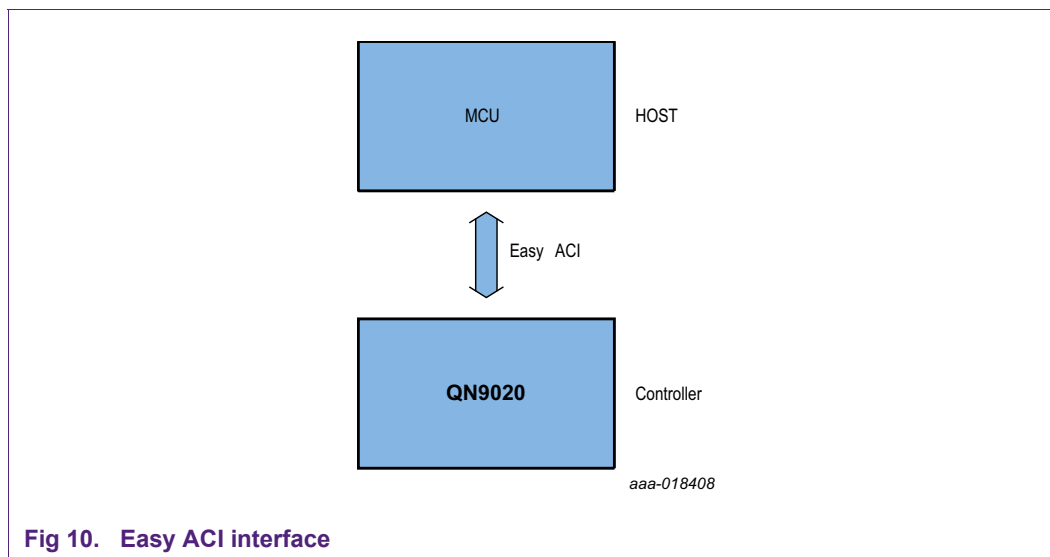 MCU
HOST
Easy ACI
QN9020
Controller
aaa-018408
Fig 10. Easy ACI interface